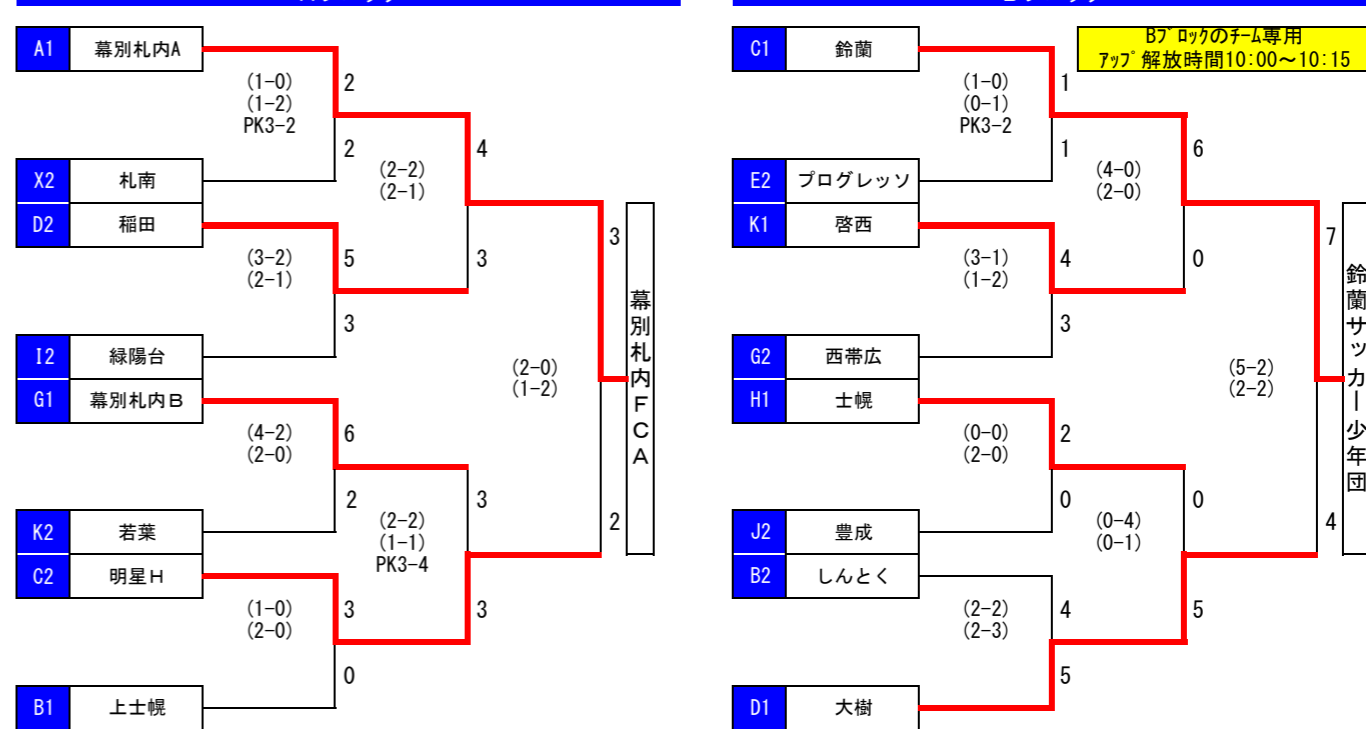 A1 幕別札内A
(1-0)
(1-2)
PK3-2
2
2
X2 札南
D2 稲田
(3-2)
(2-1)
5
3
I2 緑陽台
(2-2)
(2-1)
4
3
G1 幕別札内B
(4-2)
(2-0)
6
2
K2 若葉
C2 明星H
(1-0)
(2-0)
3
0
B1 上士幌
(2-2)
(1-1)
PK3-4
3
3
(2-0)
(1-2)
3
2
幕別札内FCA
Bブロックのチーム専用
アップ解放時間10:00~10:15
C1 鈴蘭
(1-0)
(0-1)
PK3-2
1
1
E2 プログレッソ
K1 啓西
(3-1)
(1-2)
4
3
G2 西帯広
(4-0)
(2-0)
6
0
H1 士幌
(0-0)
(2-0)
2
0
J2 豊成
B2 しんとく
(2-2)
(2-3)
4
5
D1 大樹
(0-4)
(0-1)
0
5
(5-2)
(2-2)
7
4
鈴蘭サッカー少年団